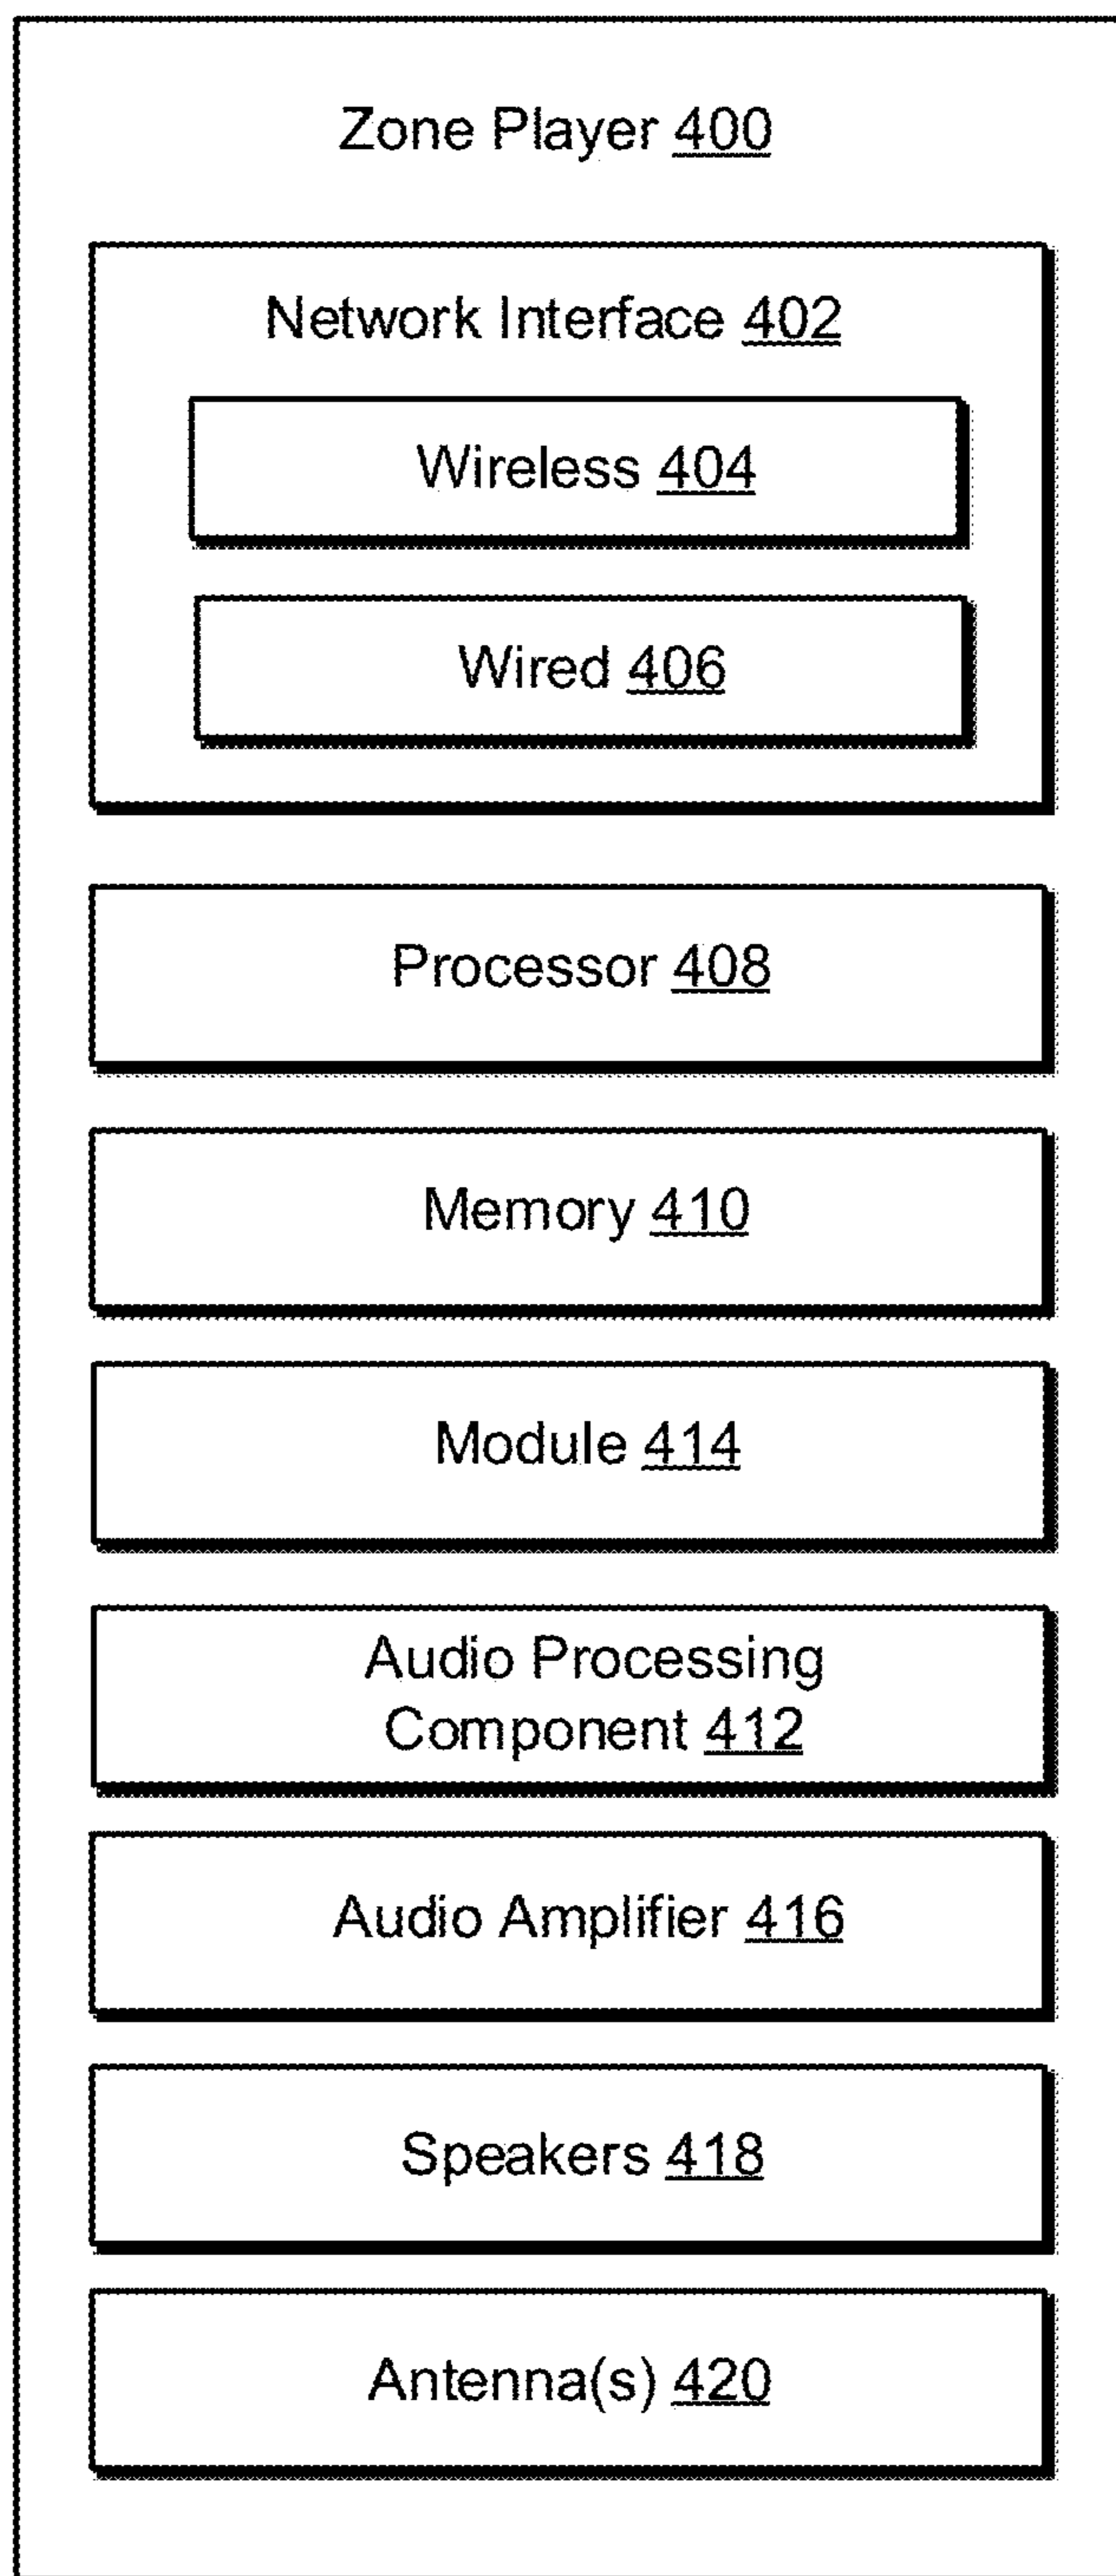 Zone Player 400
Network Interface 402
Wireless 404
Wired 406
Processor 408
Memory 410
Module 414
Audio Processing
Component 412
Audio Amplifier 416
Speakers 418
Antenna(s) 420